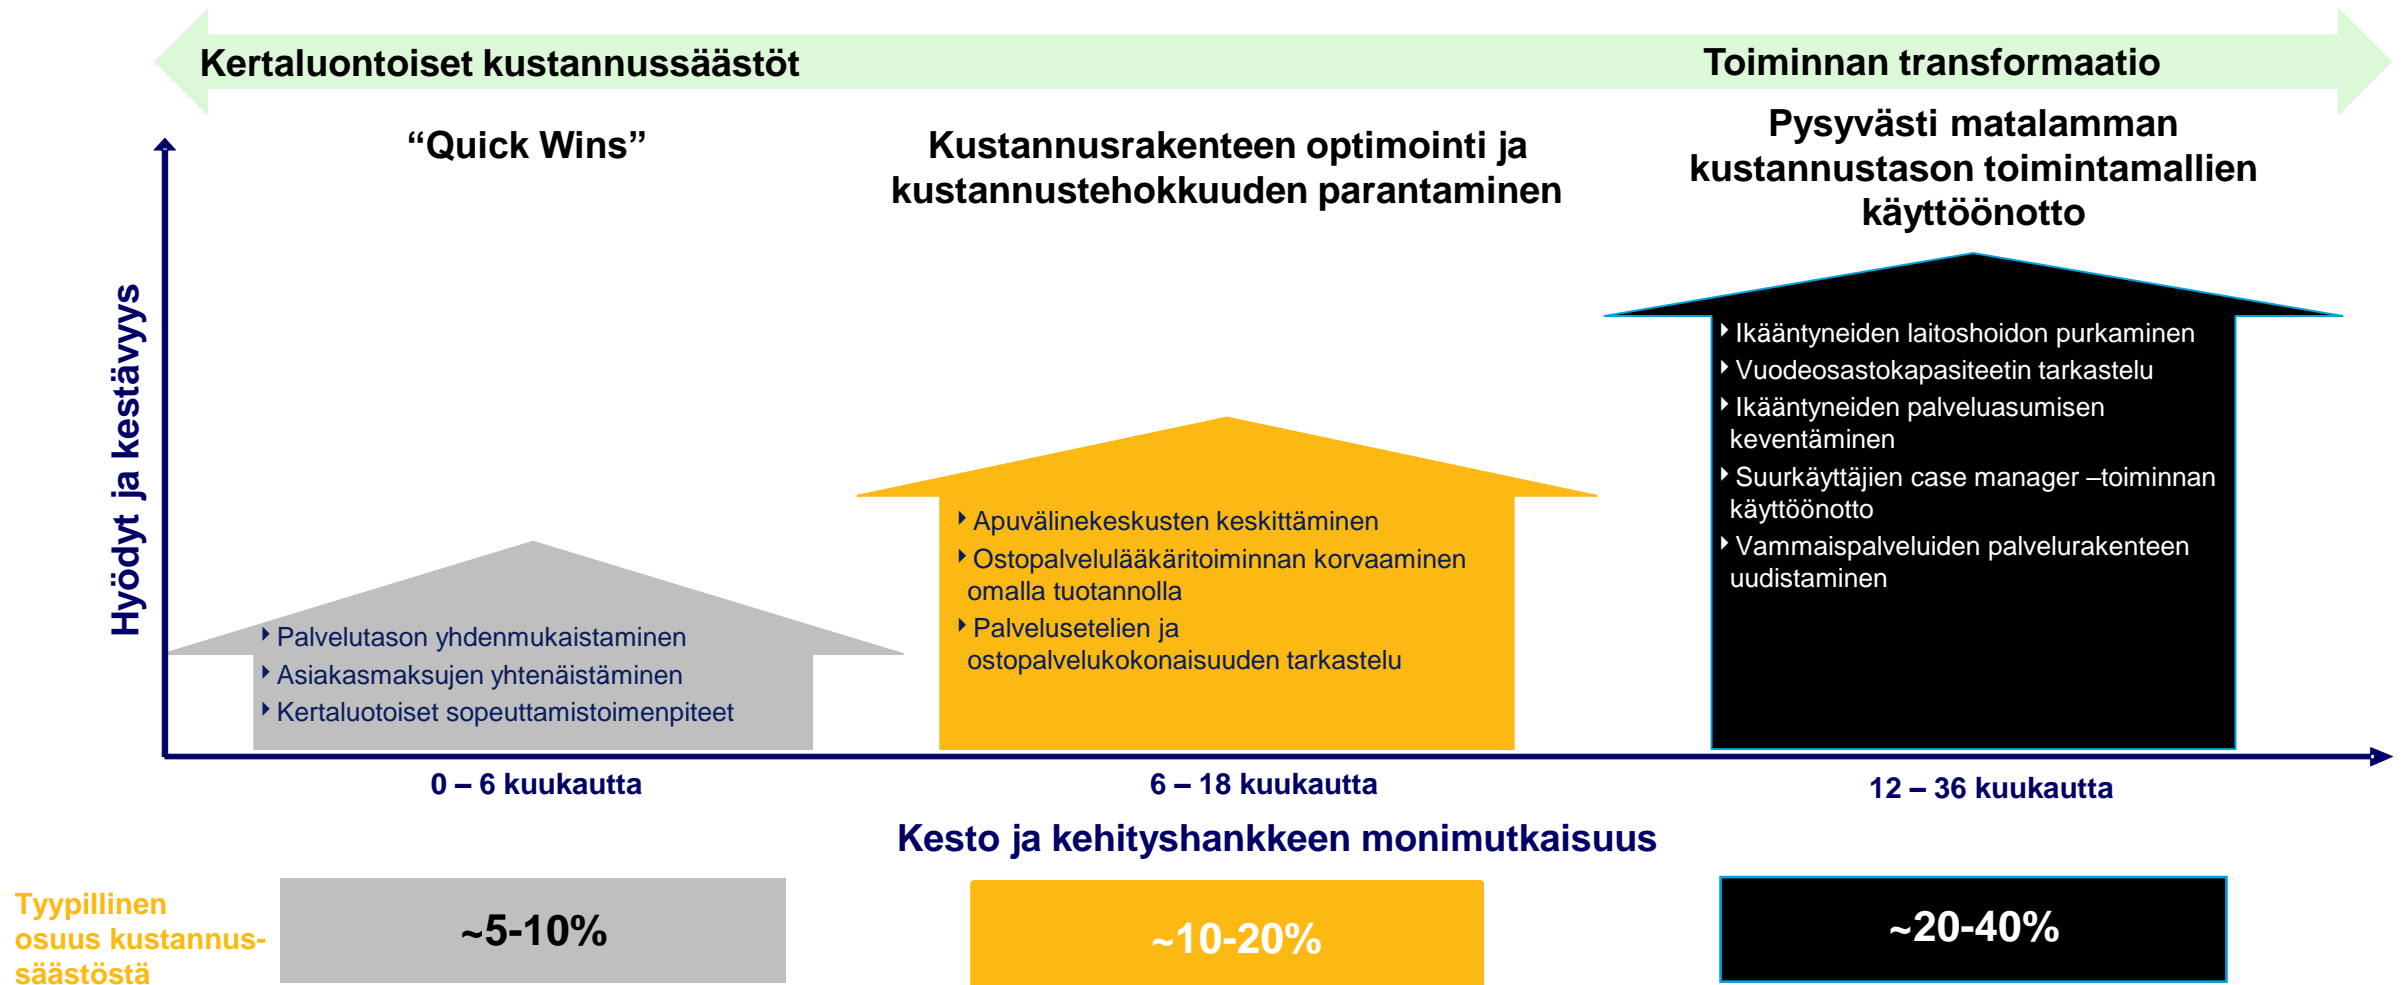 Kertaluontoiset kustannussäästöt
Toiminnan transformaatio
“Quick Wins”
Kustannusrakenteen optimointi ja
kustannustehokkuuden parantaminen
Pysyvästi matalamman
kustannustason toimintamallien
käyttöönotto
Hyödyt ja kestävyys
Palvelutason yhdenmukaistaminen
Asiakasmaksujen yhtenäistäminen
Kertaluotoiset sopeuttamistoimenpiteet
Apuvälinekeskusten keskittäminen
Ostopalvelulääkäritoiminnan korvaaminen
omalla tuotannolla
Palvelusetelien ja
ostopalvelukokonaisuuden tarkastelu
Ikääntyneiden laitoshoidon purkaminen
Vuodeosastokapasiteetin tarkastelu
Ikääntyneiden palveluasumisen
keventäminen
Suurkäyttäjien case manager –toiminnan
käyttöönotto
Vammaispalveluiden palvelurakenteen
uudistaminen
0 – 6 kuukautta
6 – 18 kuukautta
12 – 36 kuukautta
Kesto ja kehityshankkeen monimutkaisuus
Tyypillinen
osuus kustannus-
säästöstä
~5-10%
~10-20%
~20-40%